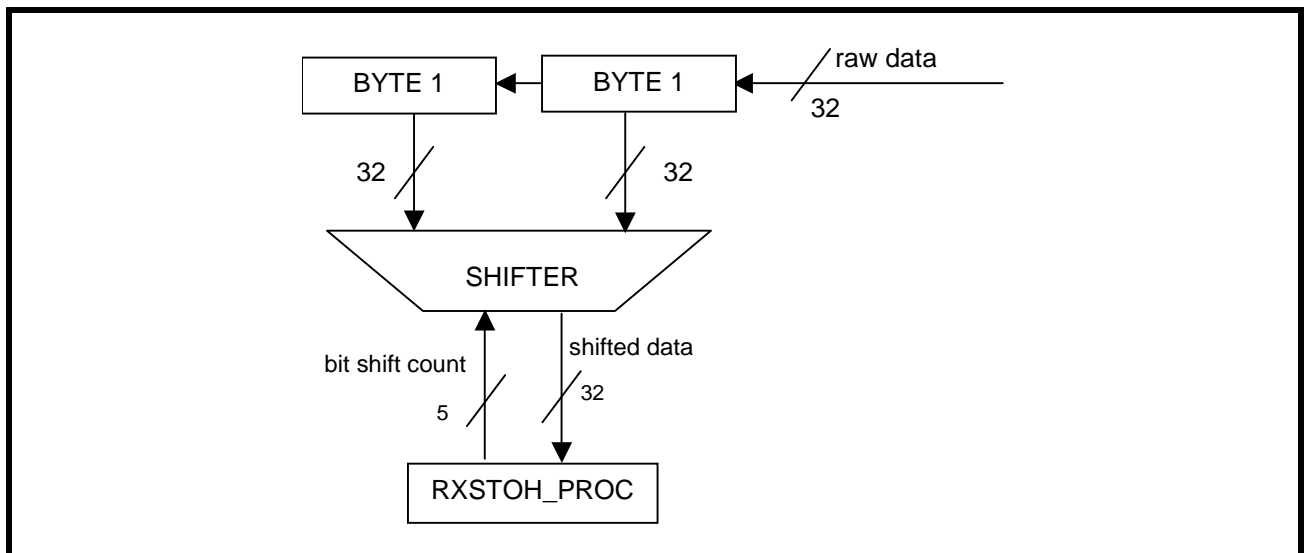 raw data
BYTE 1
BYTE 1
32
32
32
SHIFTER
bit shift count
shifted data
5
32
RXSTOH_PROC